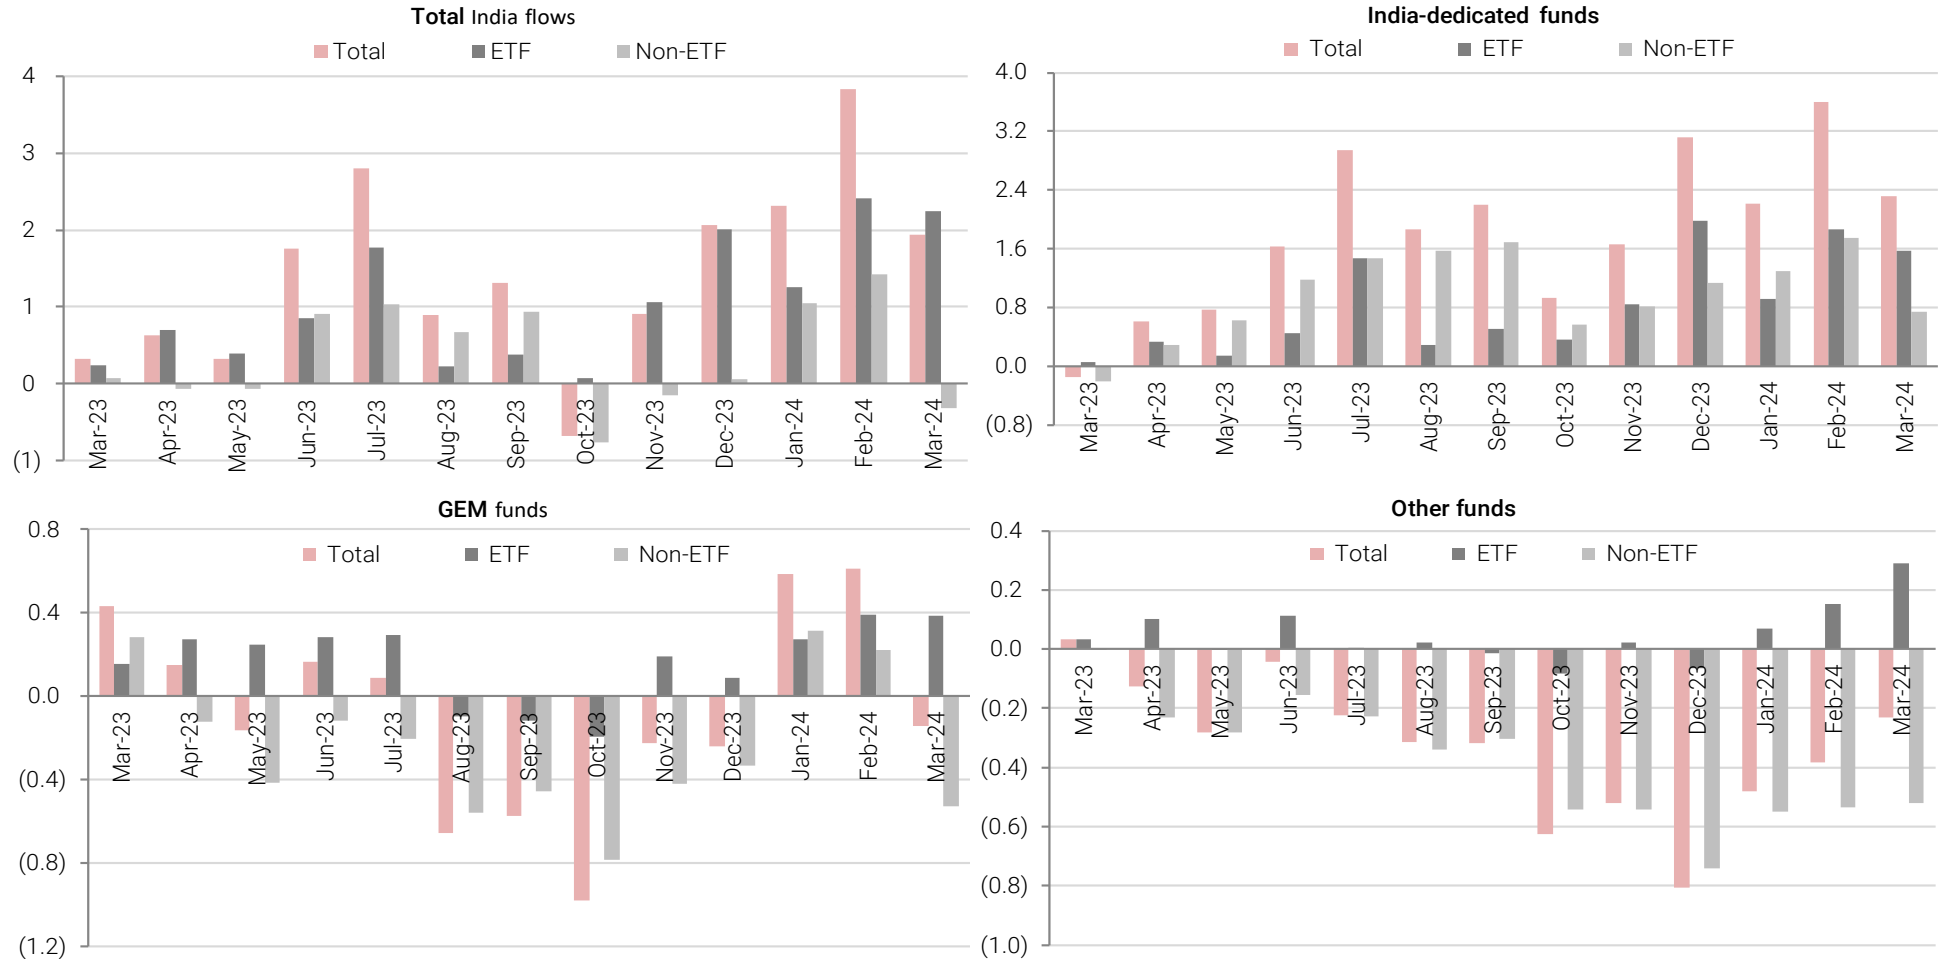 Total India flows
Total ETF Non-ETF
4
3
2
1
0
(1)
Mar-23 Apr-23 May-23 Jun-23 Jul-23 Aug-23 Sep-23 Oct-23 Nov-23 Dec-23 Jan-24 Feb-24 Mar-24
India-dedicated funds
Total ETF Non-ETF
4.0
3.2
2.4
1.6
0.8
0.0
(0.8)
Mar-23 Apr-23 May-23 Jun-23 Jul-23 Aug-23 Sep-23 Oct-23 Nov-23 Dec-23 Jan-24 Feb-24 Mar-24
GEM funds
Total ETF Non-ETF
0.8
0.4
0.0
(0.4)
(0.8)
(1.2)
Mar-23 Apr-23 May-23 Jun-23 Jul-23 Aug-23 Sep-23 Oct-23 Nov-23 Dec-23 Jan-24 Feb-24 Mar-24
Other funds
Total ETF Non-ETF
0.4
0.2
0.0
(0.2)
(0.4)
(0.6)
(0.8)
(1.0)
Mar-23 Apr-23 May-23 Jun-23 Jul-23 Aug-23 Sep-23 Oct-23 Nov-23 Dec-23 Jan-24 Feb-24 Mar-24